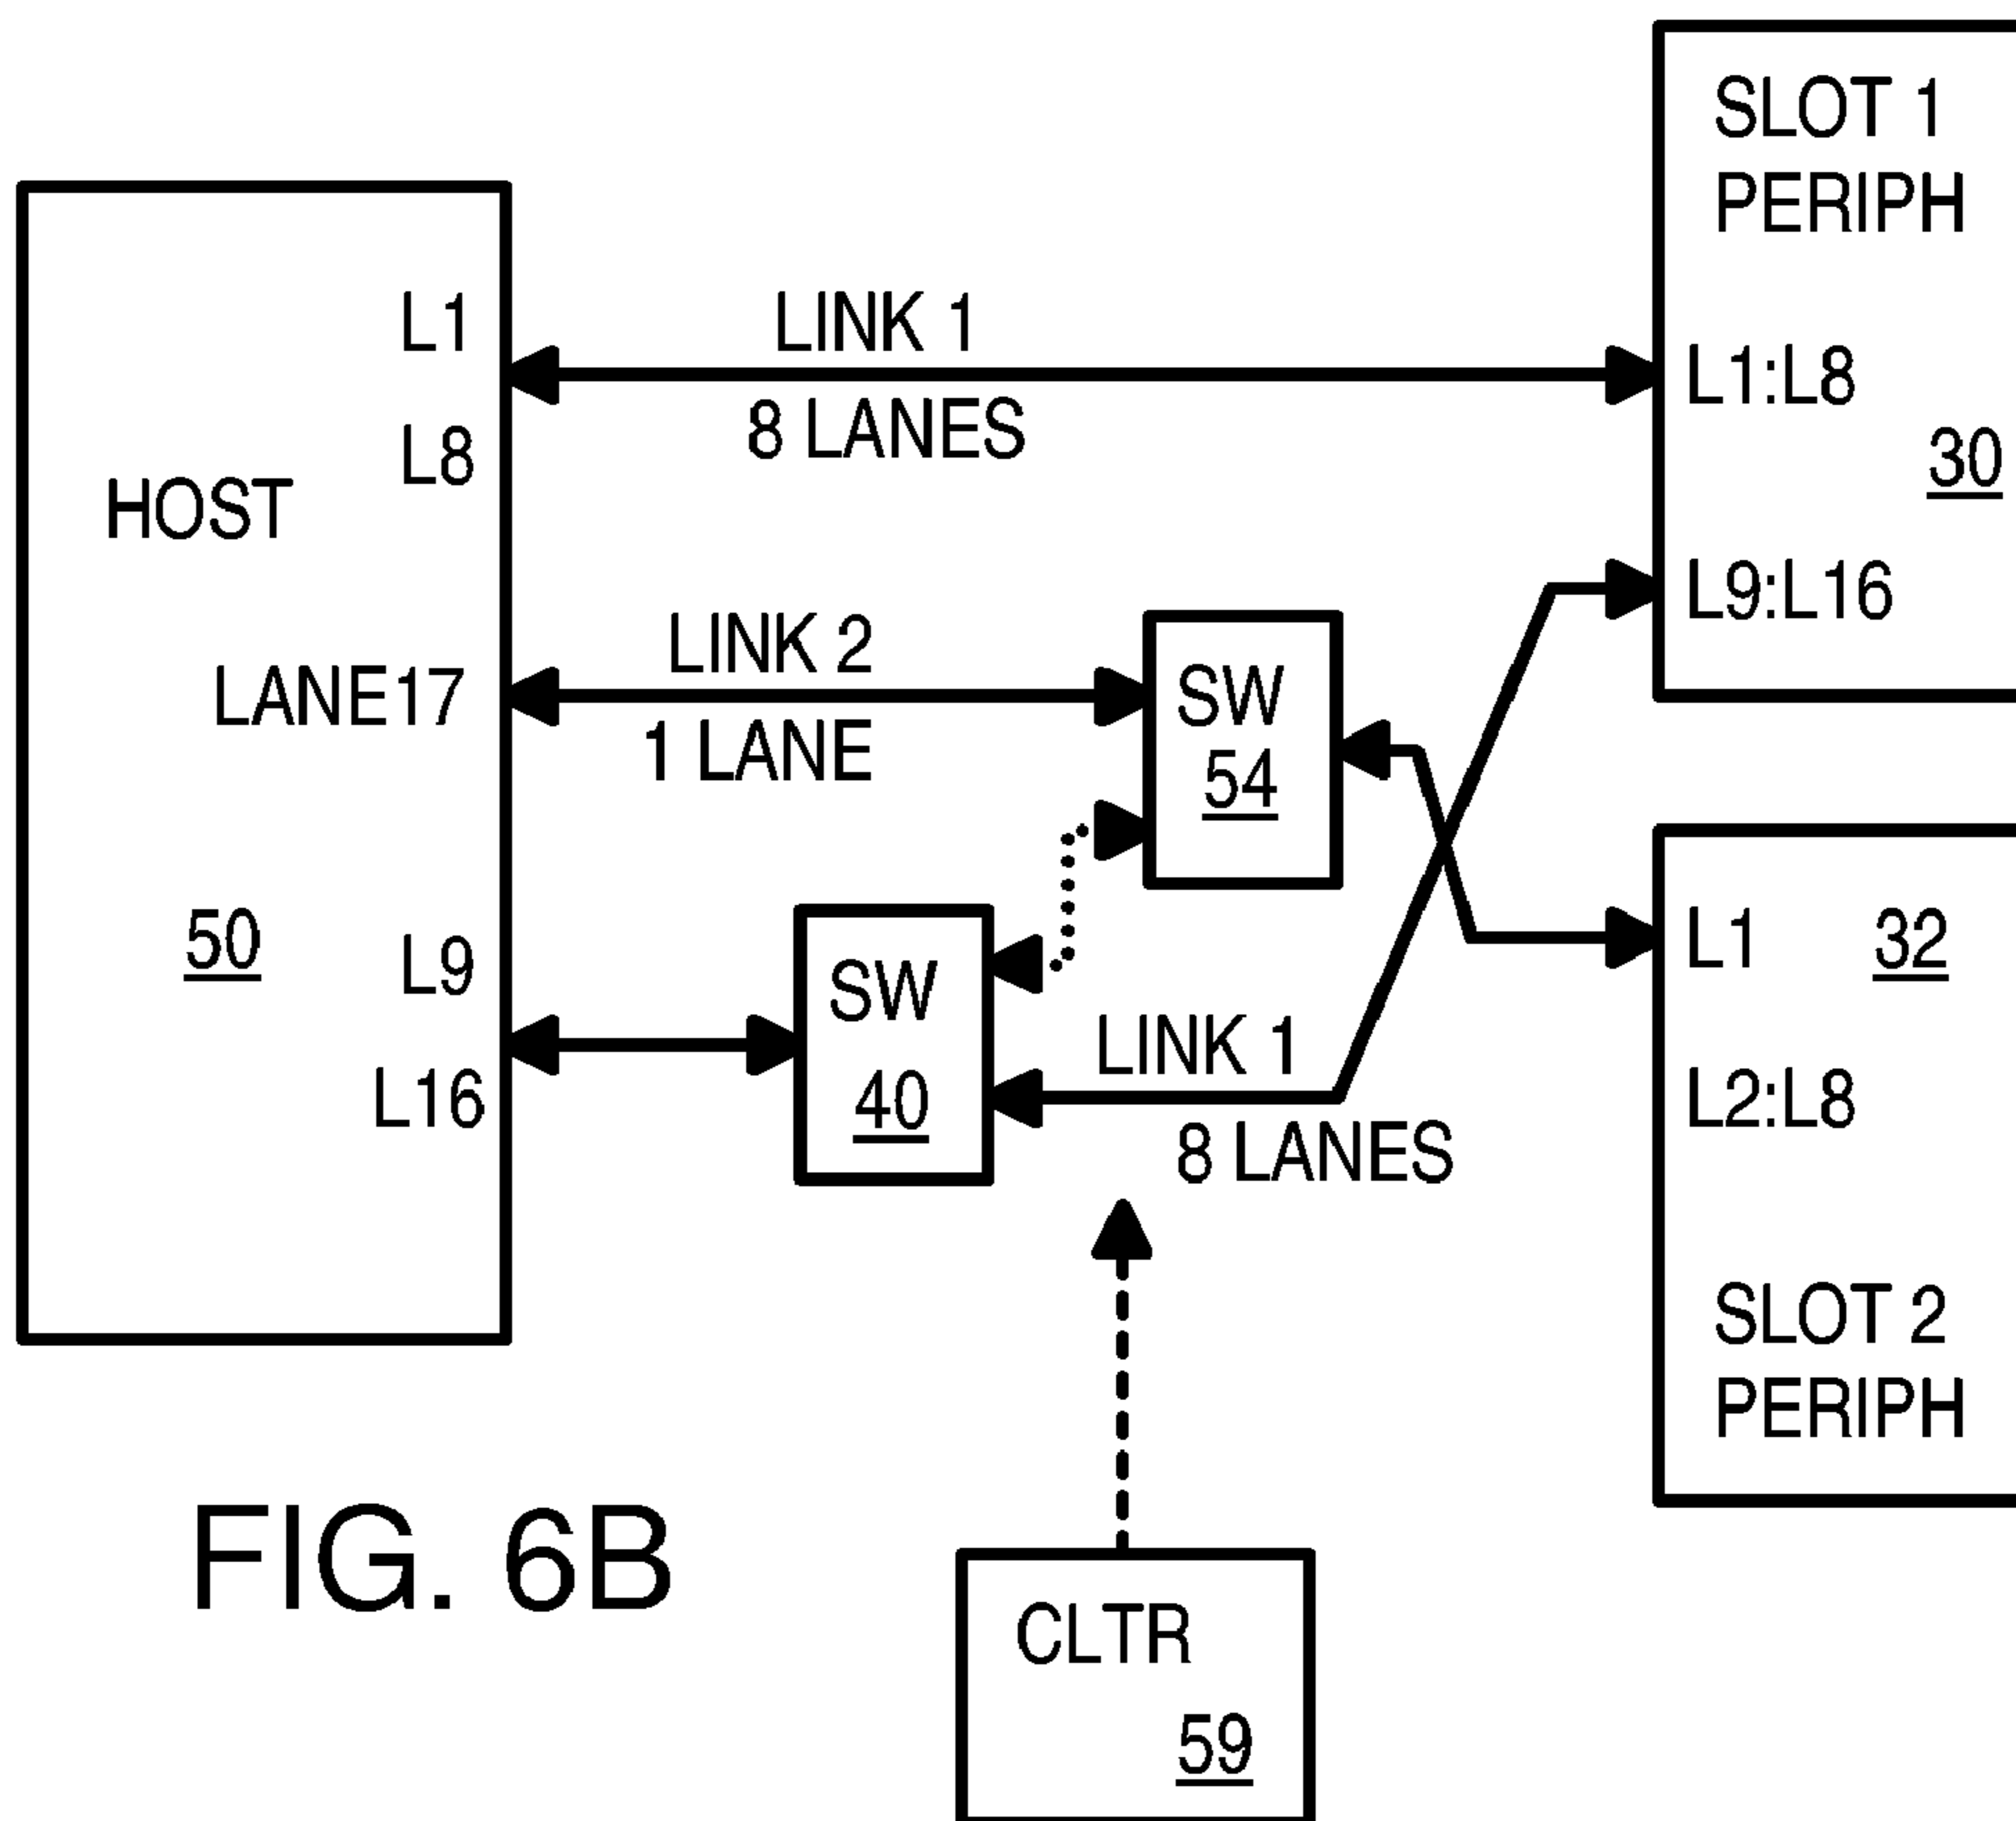 SLOT 1
PERIPH
L1
LINK 1
L1:L8
8 LANES
L8
30
HOST
L9:L16
LINK 2
SW
LANE17
1 LANE
54
50
L9
SW
L1
32
LINK 1
40
L16
L2:L8
8 LANES
SLOT 2
PERIPH
FIG. 6B
CLTR
59